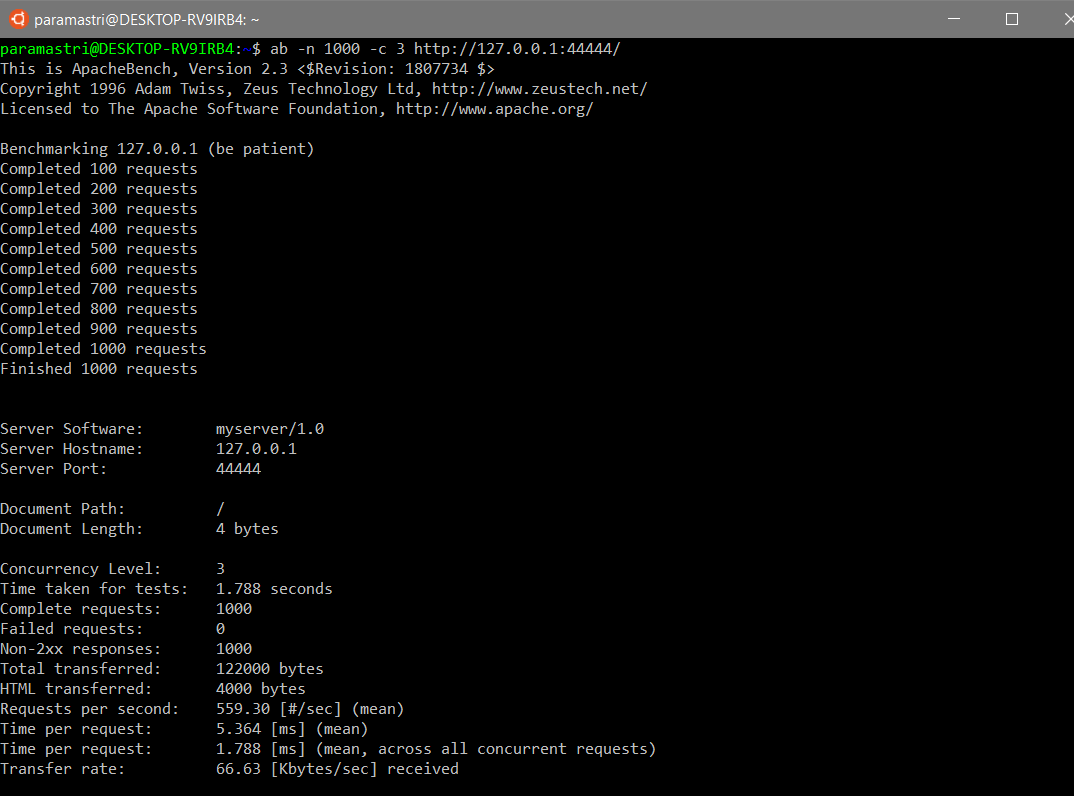 paramastri@DESKTOP-RV9IRB4: ~
paramastri@DESKTOP-RV9IRB4:~$ ab -n 1000 -c 3 http://127.0.0.1:44444/
This is ApacheBench, Version 2.3 <$Revision: 1807734 $>
Copyright 1996 Adam Twiss, Zeus Technology Ltd, http://www.zeustech.net/
Licensed to The Apache Software Foundation, http://www.apache.org/

Benchmarking 127.0.0.1 (be patient)
Completed 100 requests
Completed 200 requests
Completed 300 requests
Completed 400 requests
Completed 500 requests
Completed 600 requests
Completed 700 requests
Completed 800 requests
Completed 900 requests
Completed 1000 requests
Finished 1000 requests


Server Software:        myserver/1.0
Server Hostname:        127.0.0.1
Server Port:            44444

Document Path:          /
Document Length:        4 bytes

Concurrency Level:      3
Time taken for tests:   1.788 seconds
Complete requests:      1000
Failed requests:        0
Non-2xx responses:      1000
Total transferred:      122000 bytes
HTML transferred:       4000 bytes
Requests per second:    559.30 [#/sec] (mean)
Time per request:       5.364 [ms] (mean)
Time per request:       1.788 [ms] (mean, across all concurrent requests)
Transfer rate:          66.63 [Kbytes/sec] received